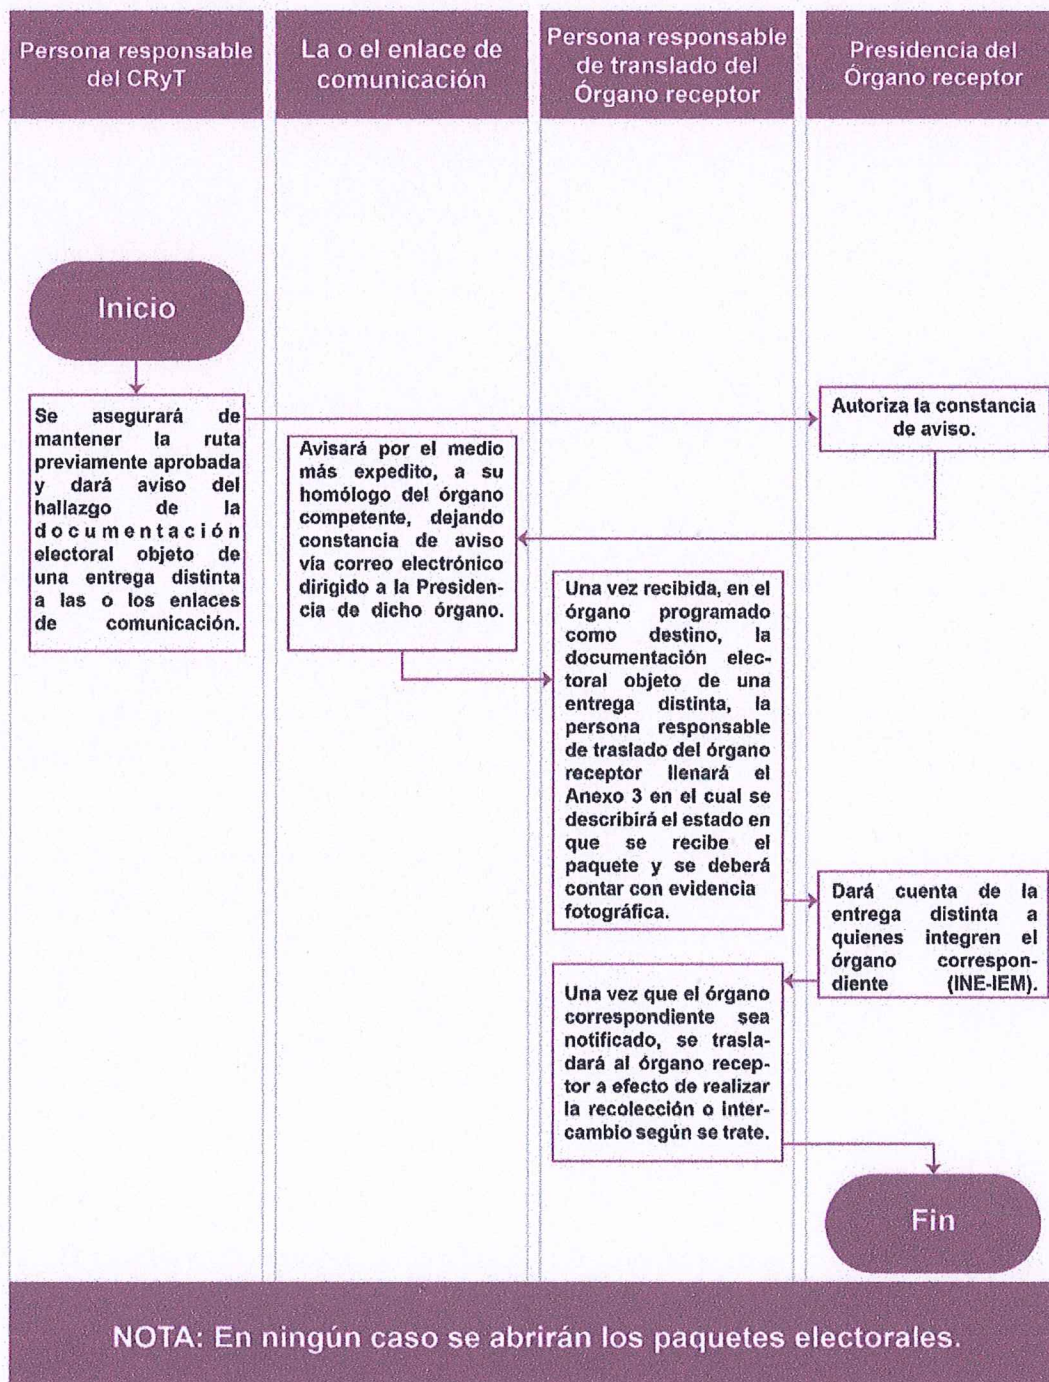 Persona responsable
del CRyT
La o el enlace de
comunicación
Persona responsable
de translado del
Órgano receptor
Presidencia del
Órgano receptor
Inicio
Se asegurará de
mantener la ruta
previamente aprobada
y dará aviso del
hallazgo de la
documentación
electoral objeto de
una entrega distinta
a las o los enlaces
de comunicación.
Autoriza la constancia
de aviso.
Avisará por el medio
más expedito, a su
homólogo del órgano
competente, dejando
constancia de aviso
vía correo electrónico
dirigido a la Presiden-
cia de dicho órgano.
Una vez recibida, en el
órgano programado
como destino, la
documentación elec-
toral objeto de una
entrega distinta, la
persona responsable
de traslado del órgano
receptor llenará el
Anexo 3 en el cual se
describirá el estado en
que se recibe el
paquete y se deberá
contar con evidencia
fotográfica.
Dará cuenta de la
entrega distinta a
quienes integren el
órgano correspon-
diente (INE-IEM).
Una vez que el órgano
correspondiente sea
notificado, se trasla-
dará al órgano recep-
tor a efecto de realizar
la recolección o inter-
cambio según se trate.
Fin
NOTA: En ningún caso se abrirán los paquetes electorales.